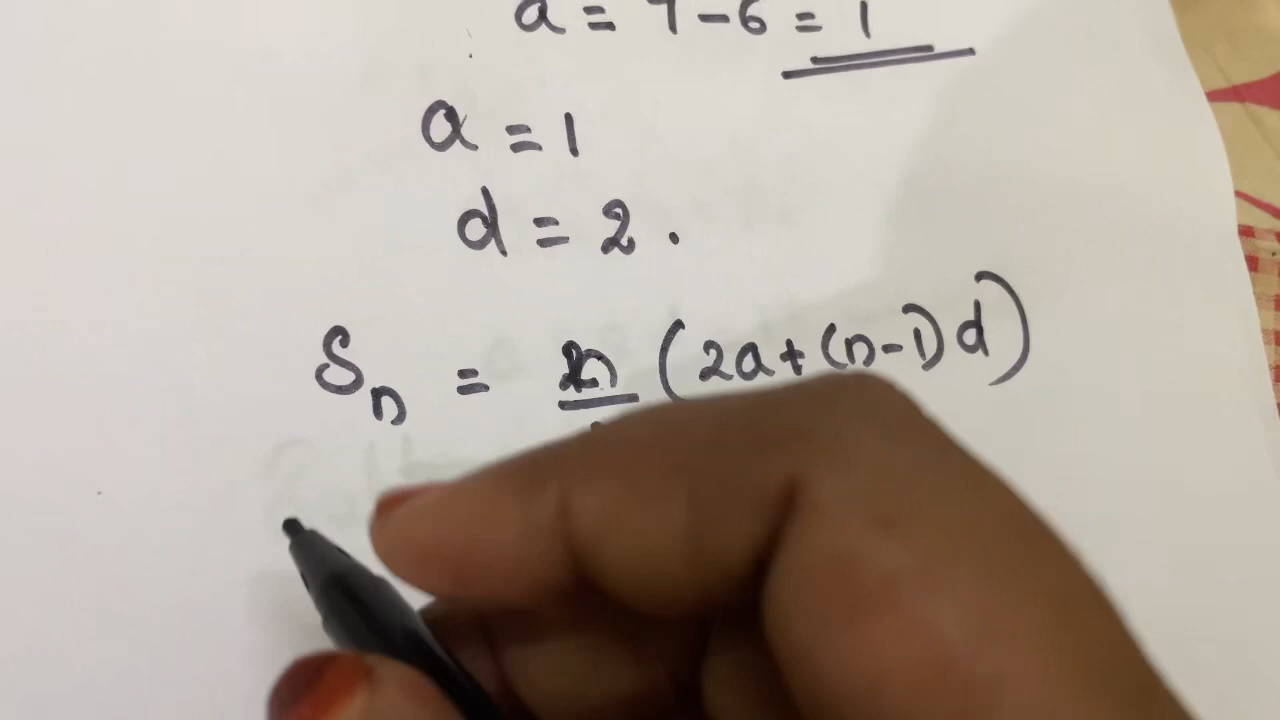 a = 7 - 6 = 1
a = 1
d = 2 .
Sn = n (2a + (n-1) d)